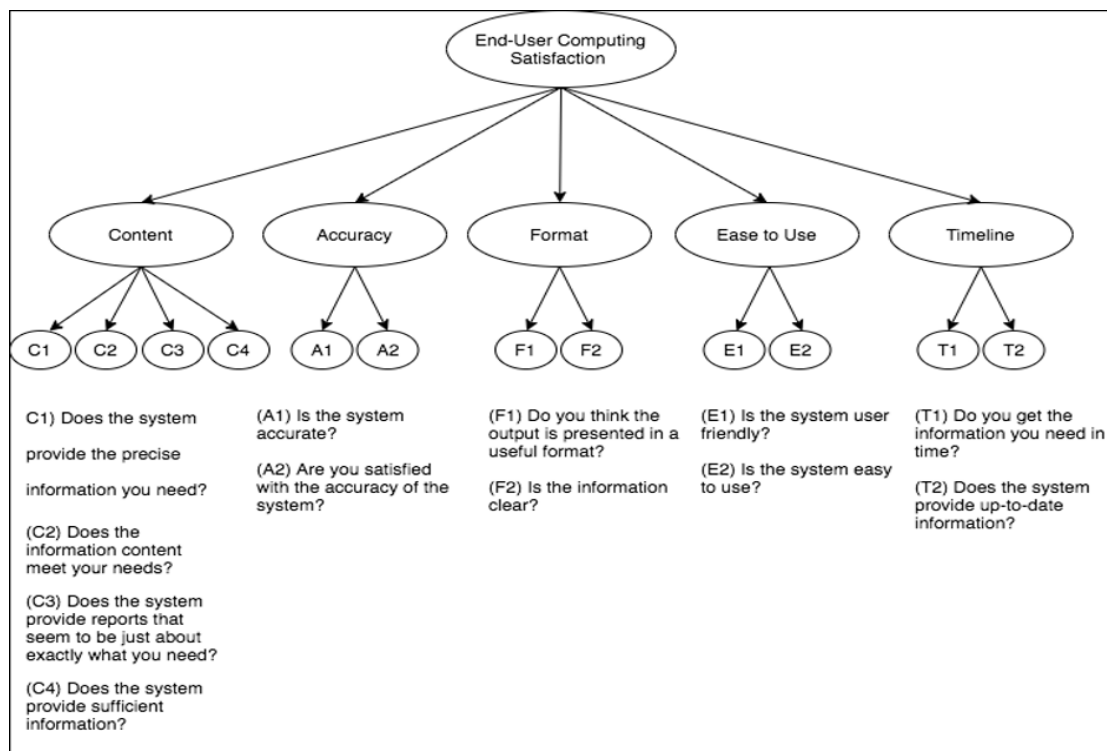 End-User Computing
Satisfaction
Content
Accuracy
Format
Ease to Use
Timeline
C1
C2
C3
C4
A1
A2
F1
F2
E1
E2
T1
T2
C1) Does the system
provide the precise
information you need?
(C2) Does the
information content
meet your needs?
(C3) Does the system
provide reports that
seem to be just about
exactly what you need?
(C4) Does the system
provide sufficient
information?
(A1) Is the system
accurate?
(A2) Are you satisfied
with the accuracy of the
system?
(F1) Do you think the
output is presented in a
useful format?
(F2) Is the information
clear?
(E1) Is the system user
friendly?
(E2) Is the system easy
to use?
(T1) Do you get the
information you need in
time?
(T2) Does the system
provide up-to-date
information?